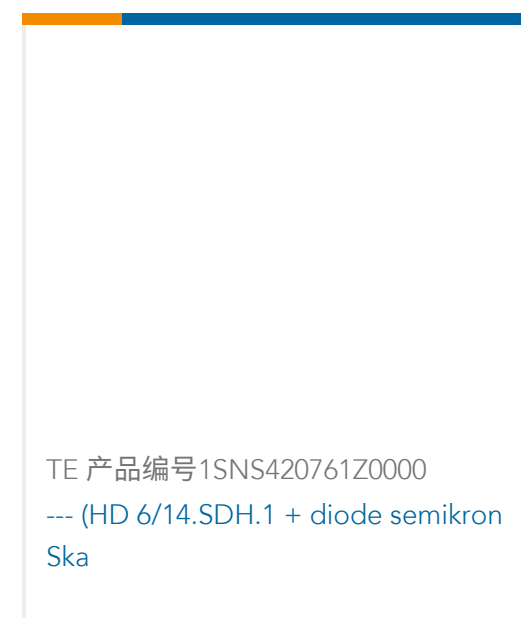 TE 产品编号1SNS420761Z0000
--- (HD 6/14.SDH.1 + diode semikron
Ska